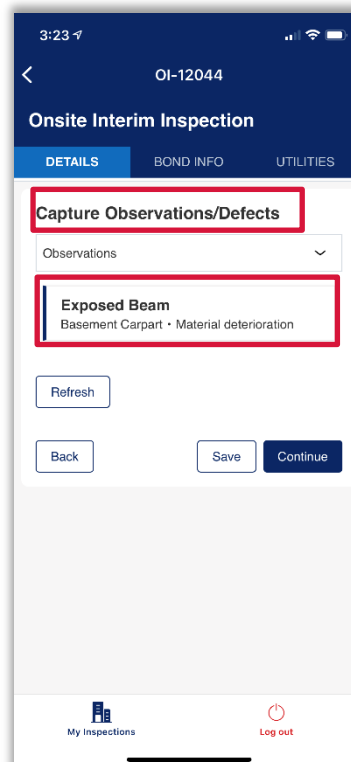 3:23
OI-12044
Onsite Interim Inspection
DETAILS BOND INFO UTILITIES
Capture Observations/Defects
Observations
Exposed Beam
Basement Carpart • Material deterioration
Refresh
Back Save Continue
My Inspections Log out